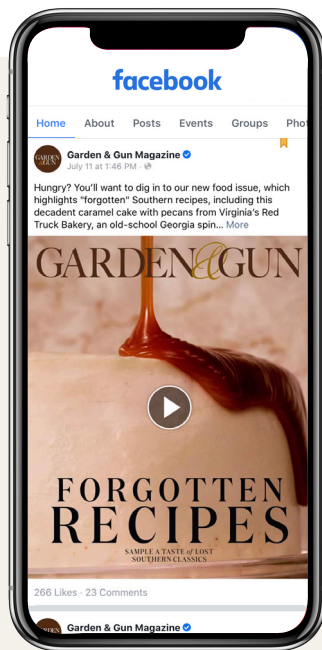 facebook
Home About Posts Events Groups Phot
GARDEN & GUN
Garden & Gun Magazine
July 11 at 1:46 PM ·
Hungry? You'll want to dig in to our new food issue, which
highlights "forgotten" Southern recipes, including this
decadent caramel cake with pecans from Virginia's Red
Truck Bakery, an old-school Georgia spin... More
GARDEN & GUN
FORGOTTEN
RECIPES
SAMPLE A TASTE of LOST
SOUTHERN CLASSICS
266 Likes · 23 Comments
Garden & Gun Magazine